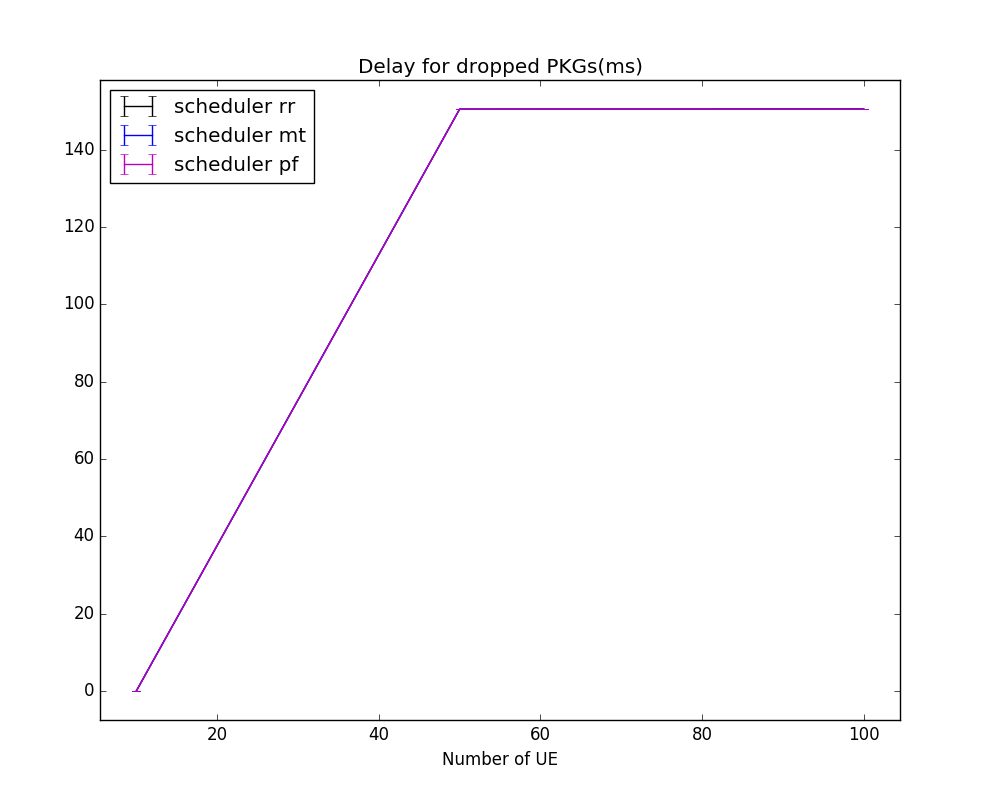 Delay for dropped PKGs(ms)
scheduler rr
scheduler mt
scheduler pf
140
120
100
80
60
40
20
0
20 40 60 80 100
Number of UE